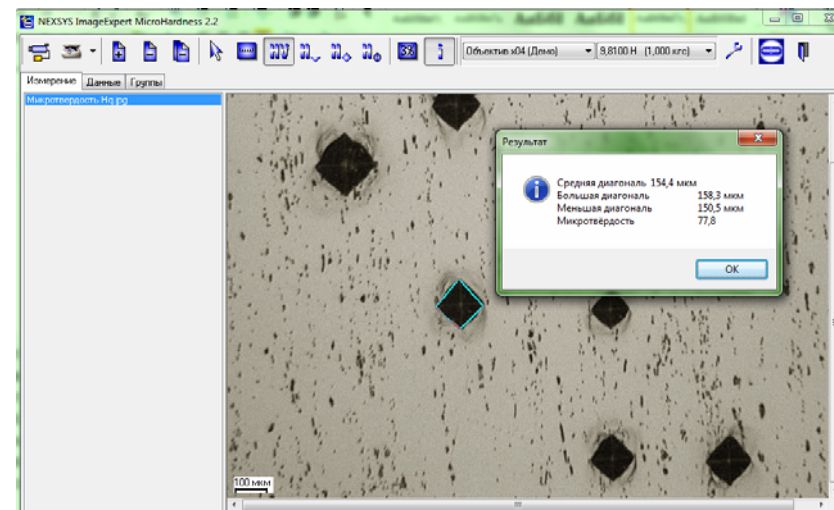 NEXSYS ImageExpert MicroHardness 2.2
Объектив x04 (Демо) 9,8100 Н (1,000 кгс)
Измерение Данные Группы
Микротвердость Hq.jpg
Результат
Средняя диагональ 154,4 мкм
Большая диагональ 158,3 мкм
Меньшая диагональ 150,5 мкм
Микротвёрдость 77,8
OK
100 мкм